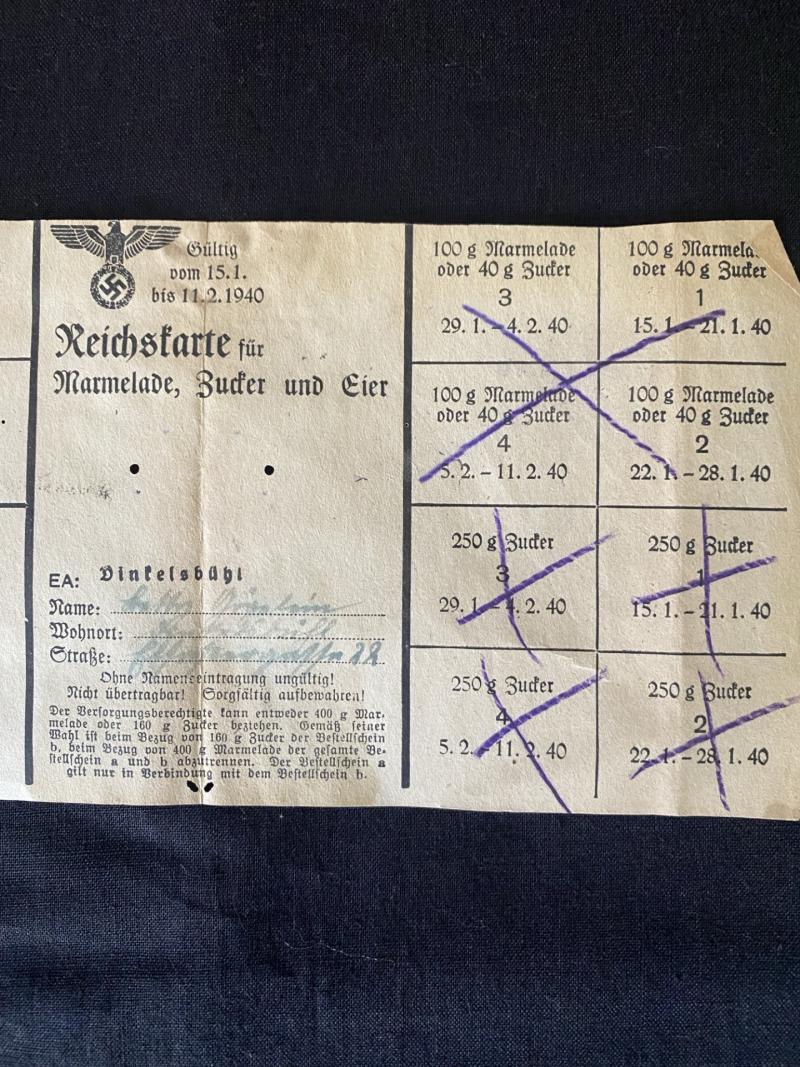 Gültig
vom 15.1.
bis 11.2.1940
Reichskarte für
Marmelade, Zucker und Eier
EA: Dinkelsbühl
Name:
Wohnort:
Straße: 22
Ohne Nameneintragung ungültig!
Nicht übertragbar! Sorgfältig aufbewahren!
Der Versorgungsberechtigte kann entweder 400 g Mar-
melade oder 160 g Zucker beziehen. Gemäß seiner
Wahl ist beim Bezug von 160 g Zucker der Bestellschein
b, beim Bezug von 400 g Marmelade der gesamte Be-
stellschein a und b abzutrennen. Der Bestellschein a
gilt nur in Verbindung mit dem Bestellschein b.
100 g Marmelade
oder 40 g Zucker
3
29. 1. – 4. 2. 40
100 g Marmela
oder 40 g Zucker
1
15. 1. – 21. 1. 40
100 g Marmelade
oder 40 g Zucker
4
5. 2. – 11. 2. 40
100 g Marmelade
oder 40 g Zucker
2
22. 1. – 28. 1. 40
250 g Zucker
3
29. 1. – 4. 2. 40
250 g Zucker
1
15. 1. – 21. 1. 40
250 g Zucker
4
5. 2. – 11. 2. 40
250 g Zucker
2
22. 1. – 28. 1. 40